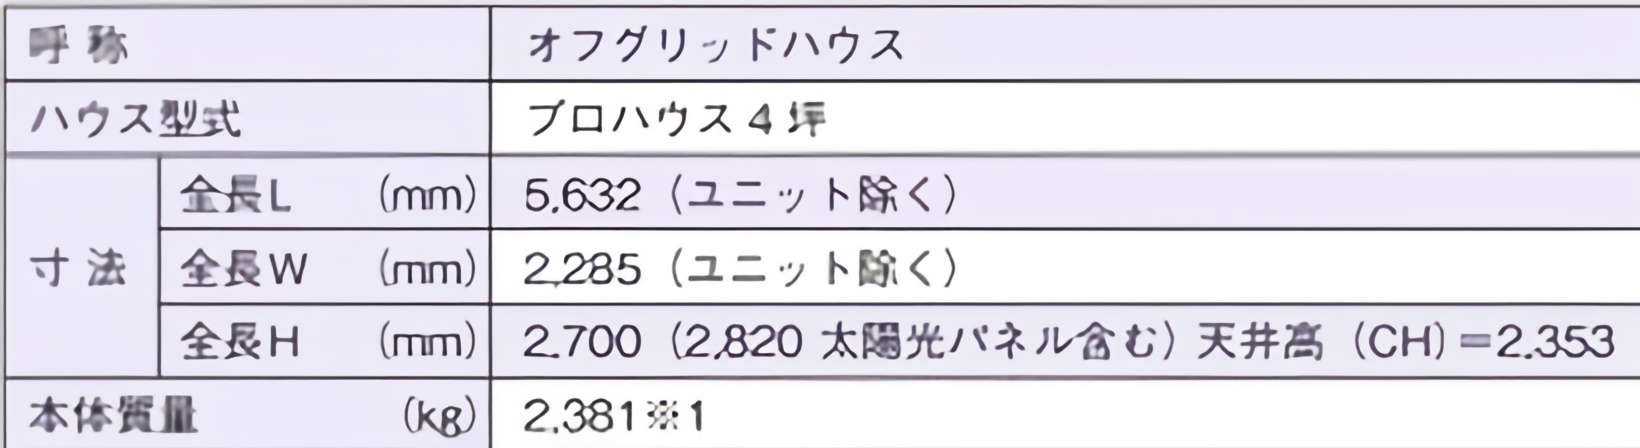 呼称 オフグリッドハウス
ハウス型式 プロハウス4坪
寸法
全長L (mm) 5,632（ユニット除く）
全長W (mm) 2,285（ユニット除く）
全長H (mm) 2,700（2,820 太陽光パネル含む）天井高（CH）=2,353
本体質量 (kg) 2,381※1